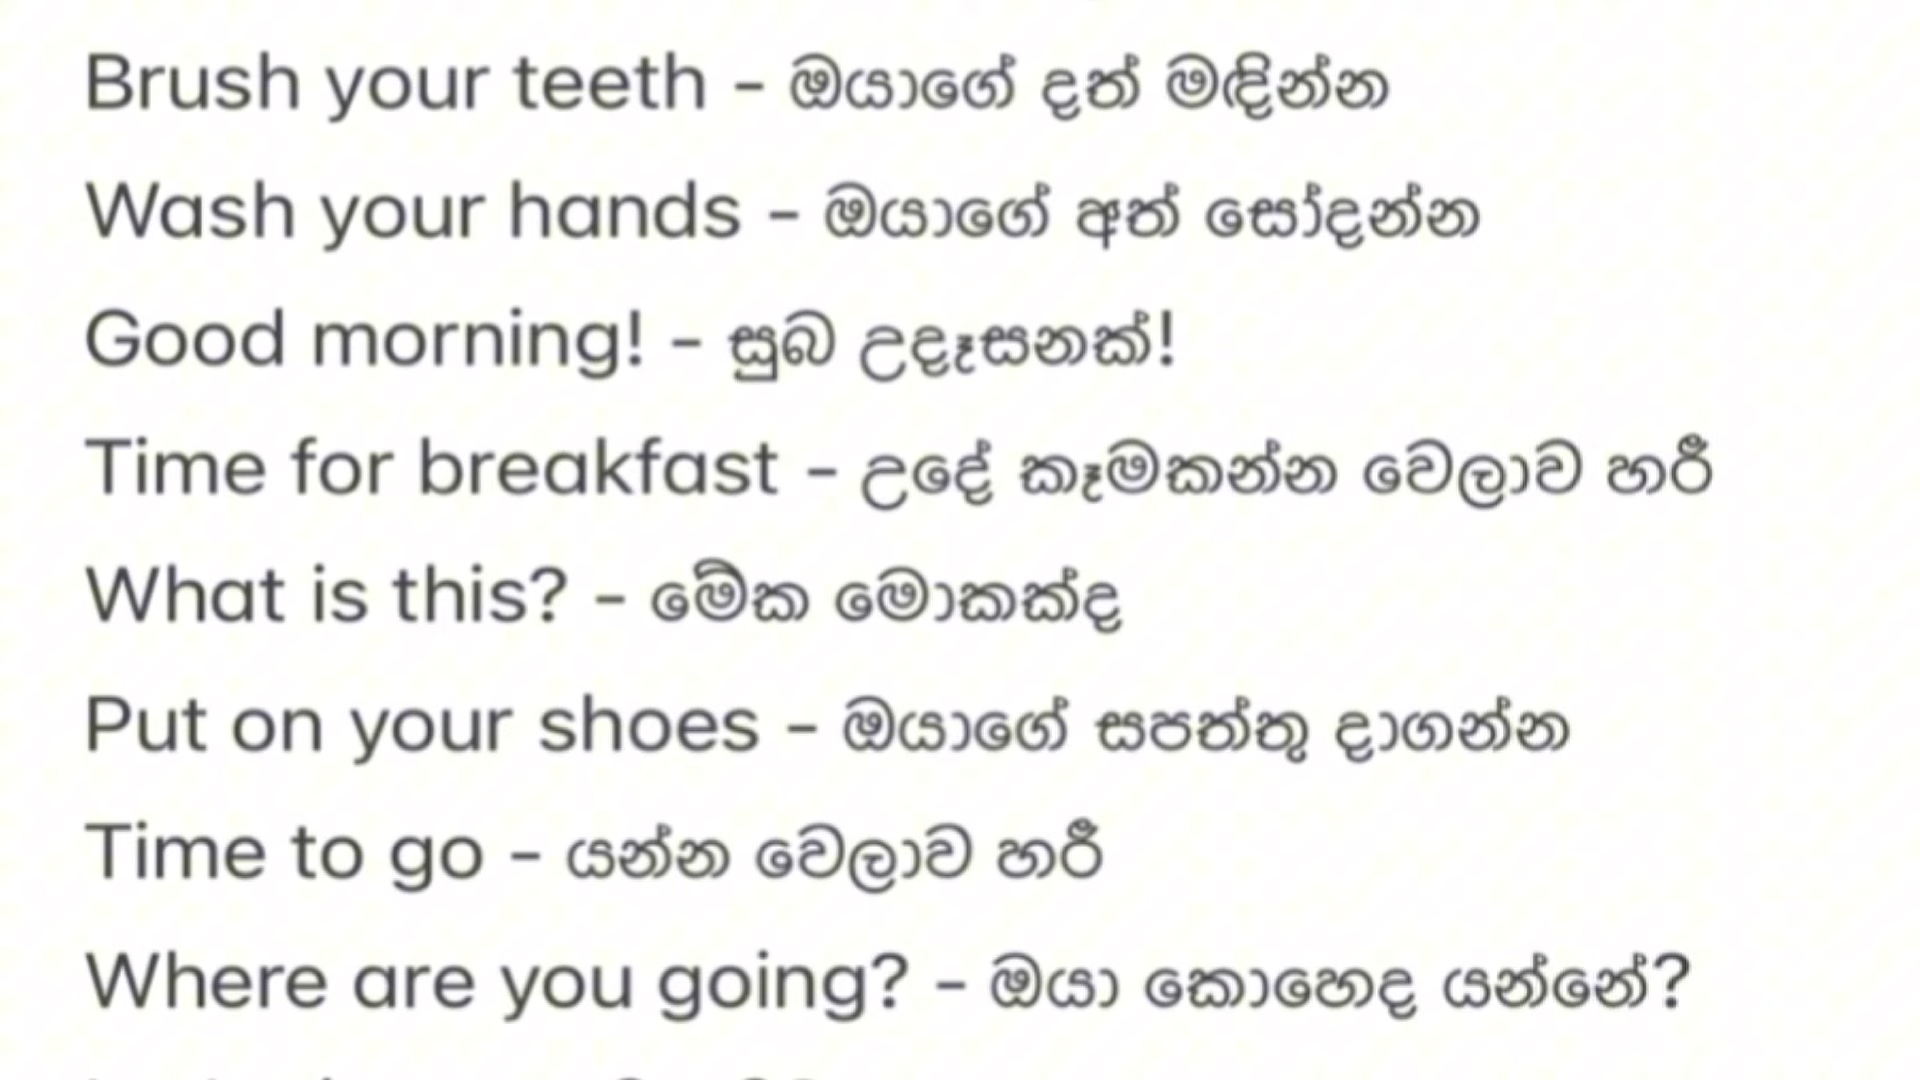 Brush your teeth - ඔයාගේ දත් මඳින්න
Wash your hands - ඔයාගේ අත් සෝදන්න
Good morning! - සුබ උදෑසනක්!
Time for breakfast - උදේ කෑමකන්න වෙලාව හරී
What is this? - මේක මොකක්ද
Put on your shoes - ඔයාගේ සපත්තු දාගන්න
Time to go - යන්න වෙලාව හරී
Where are you going? - ඔයා කොහෙද යන්නේ?